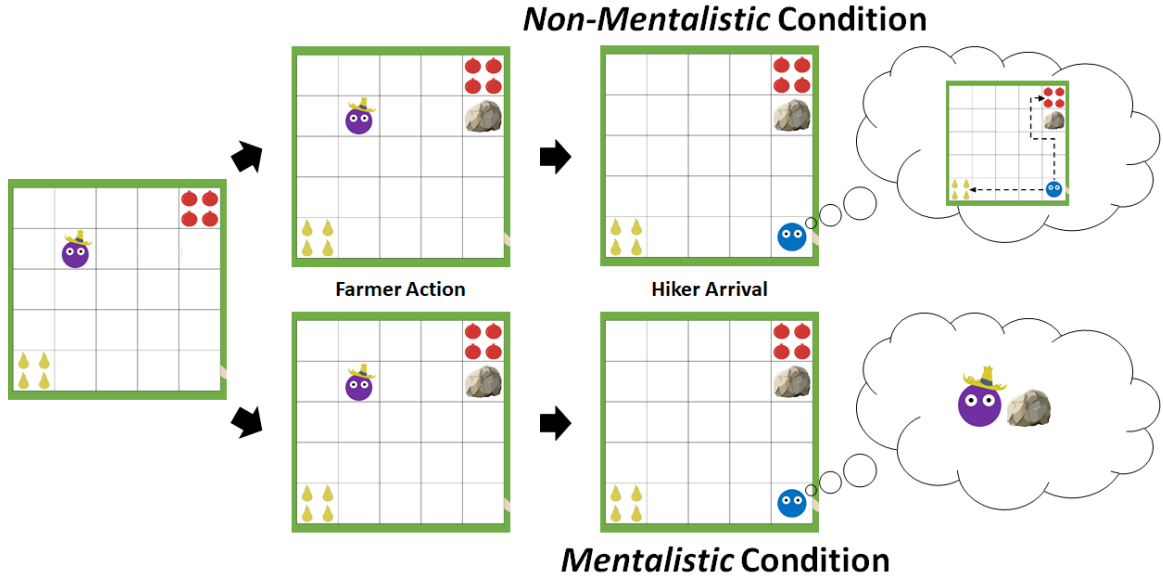 Non-Mentalistic Condition
Farmer Action
Hiker Arrival
Mentalistic Condition